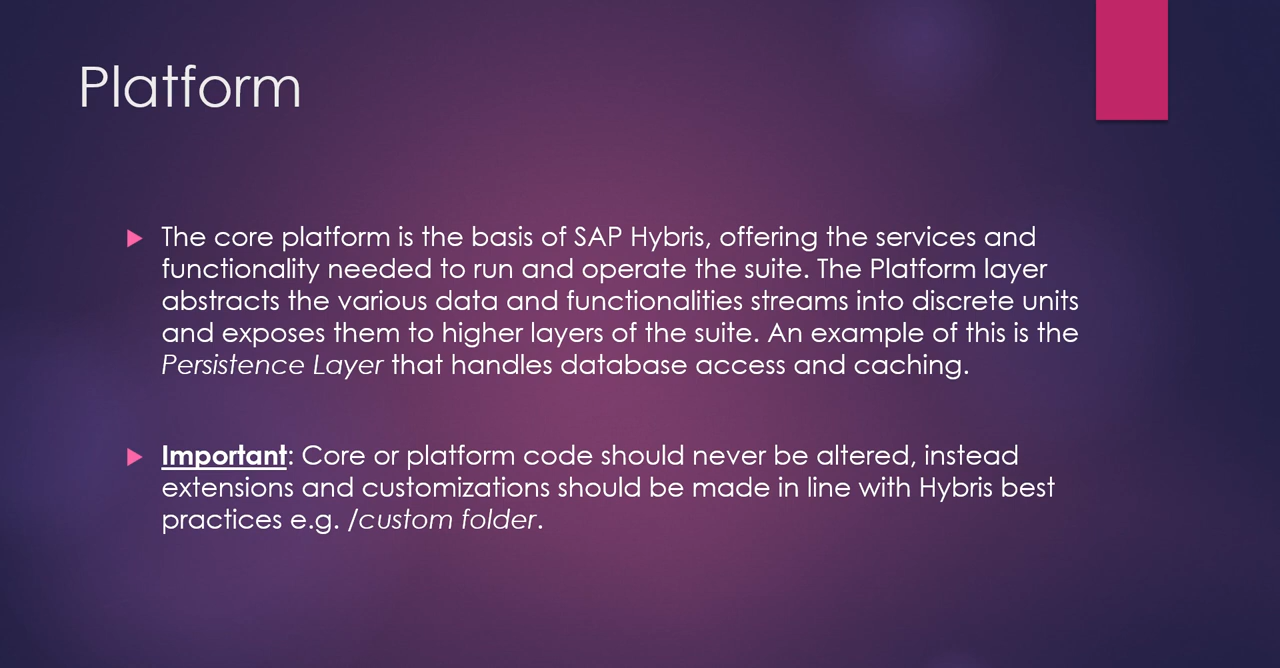 Platform
The core platform is the basis of SAP Hybris, offering the services and
functionality needed to run and operate the suite. The Platform layer
abstracts the various data and functionalities streams into discrete units
and exposes them to higher layers of the suite. An example of this is the
Persistence Layer that handles database access and caching.
Important: Core or platform code should never be altered, instead
extensions and customizations should be made in line with Hybris best
practices e.g. /custom folder.